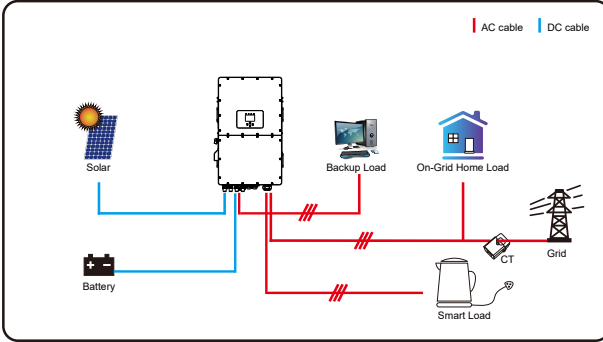 AC cable
DC cable
Solar
Backup Load
On-Grid Home Load
CT
Grid
Battery
Smart Load